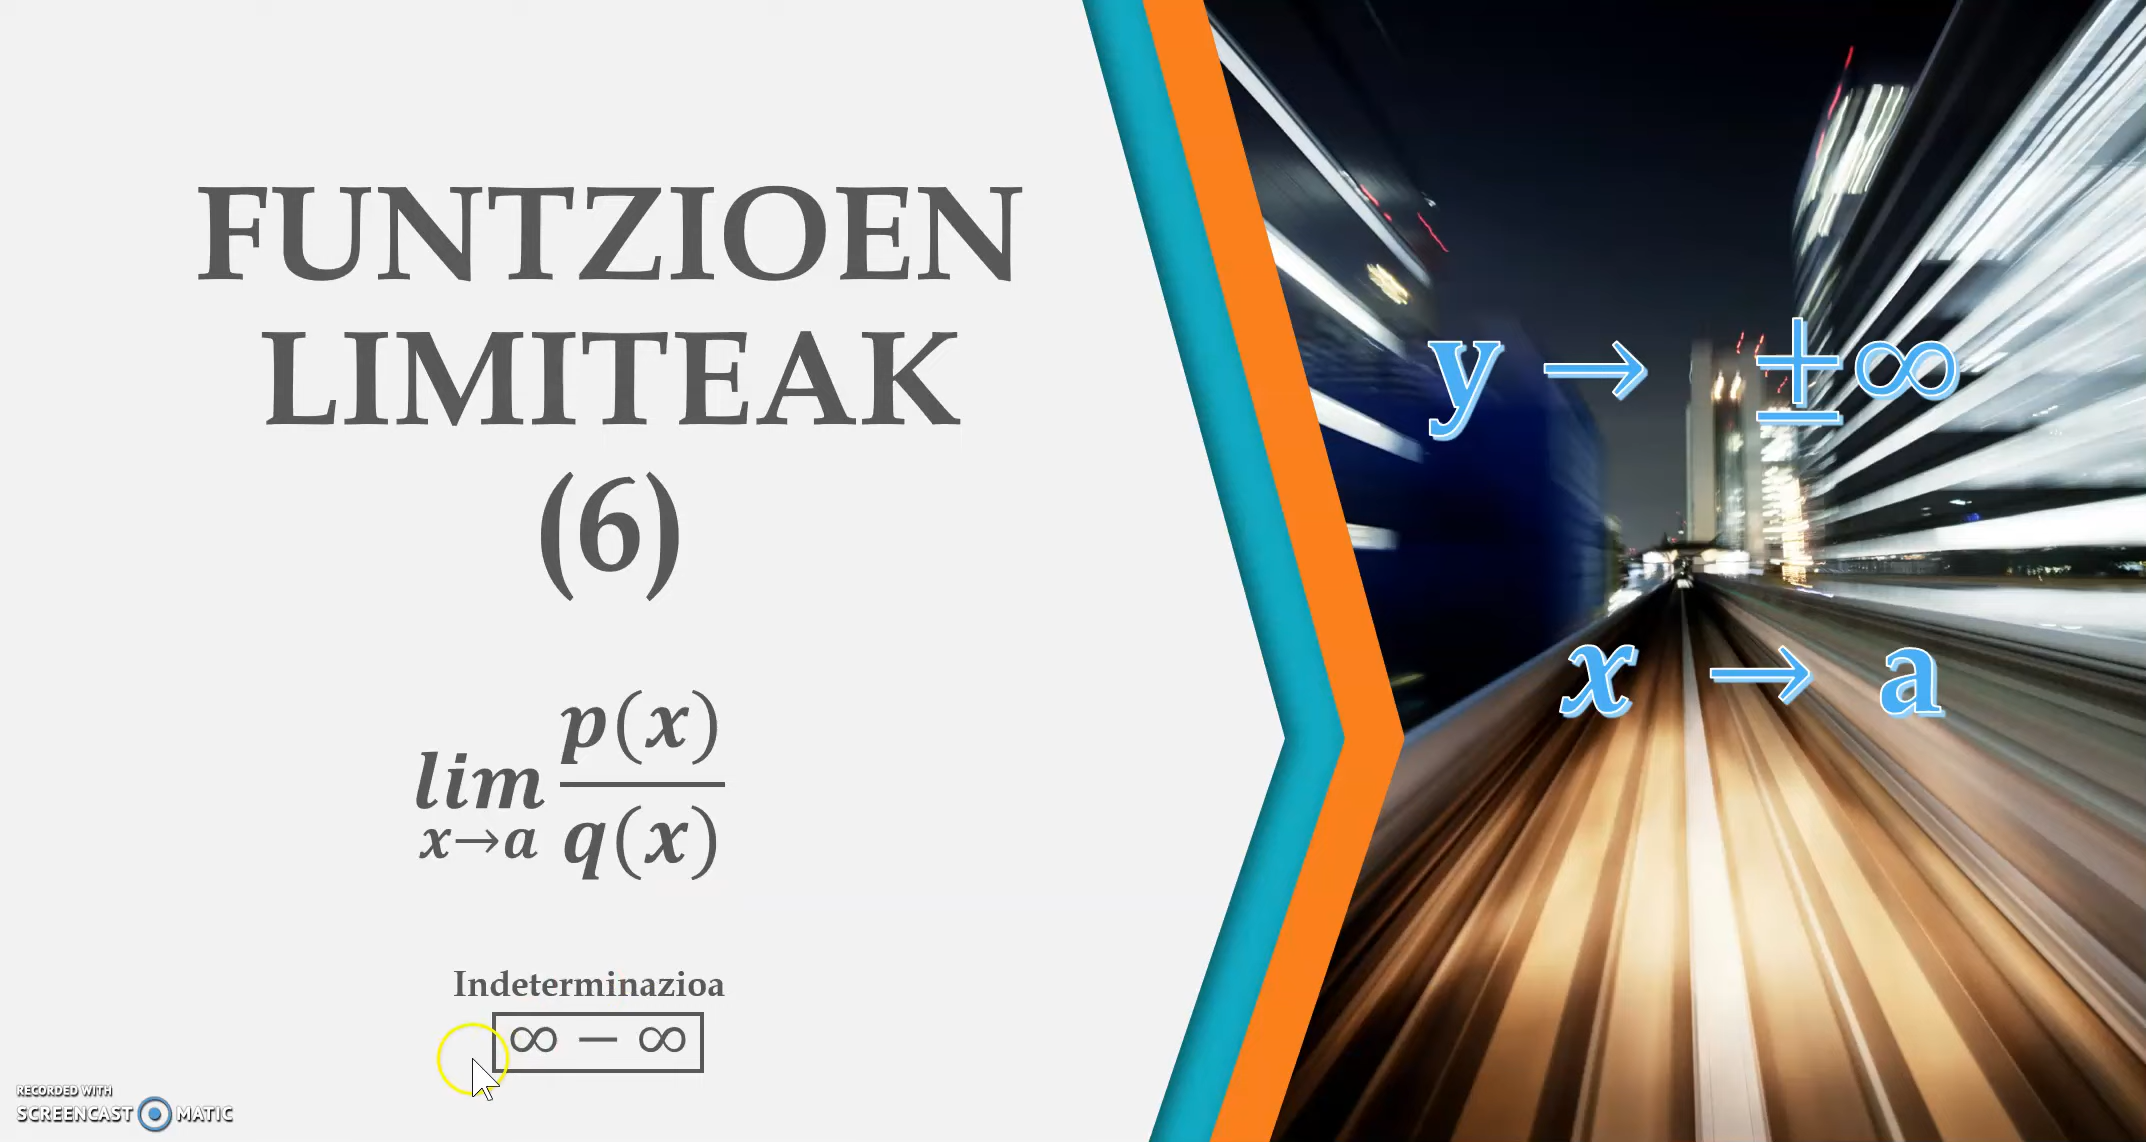 FUNTZIOEN
LIMITEAK
(6)
lim p(x)/q(x)
x→a
Indeterminazioa
∞ − ∞
y → ±∞
x → a
RECORDED WITH
SCREENCAST MATIC